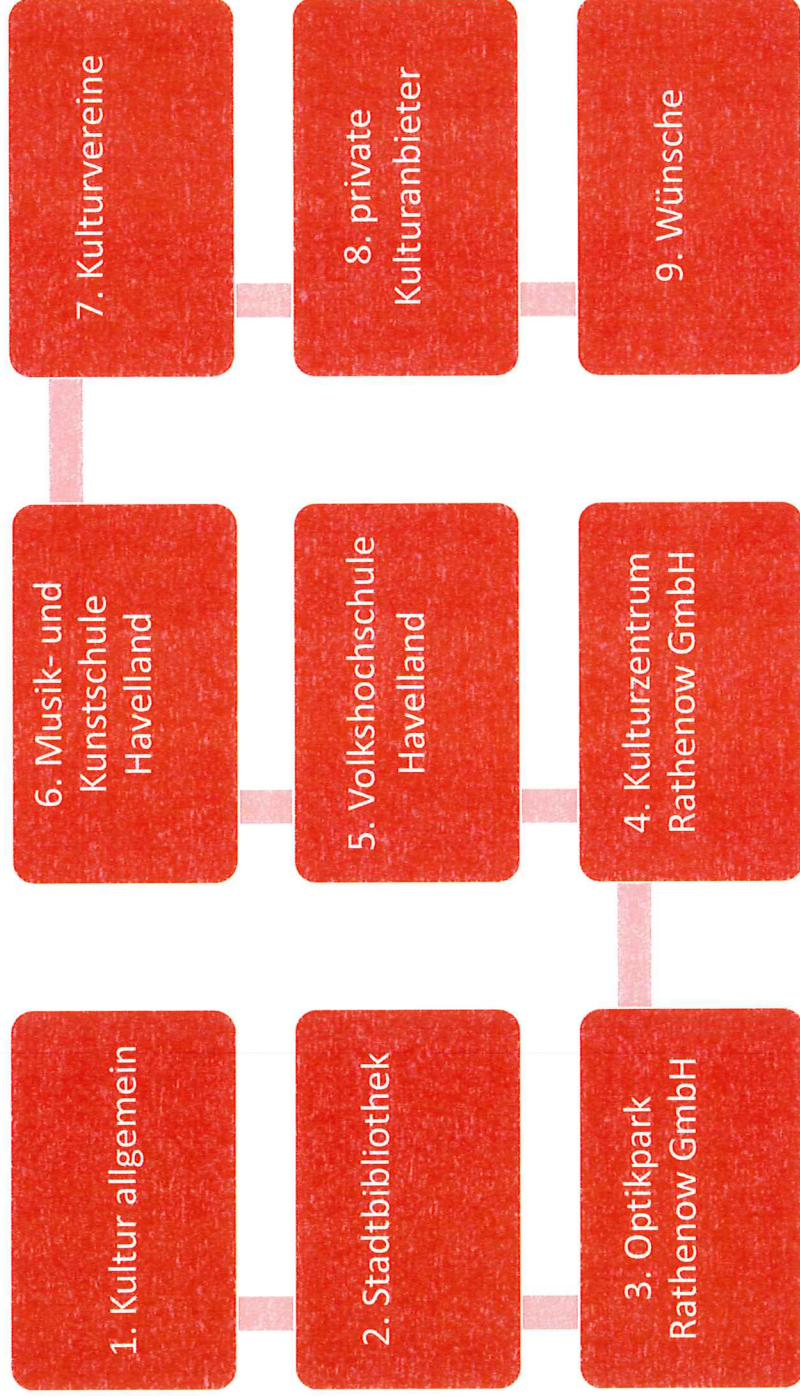 1. Kultur allgemein
2. Stadtbibliothek
3. Optikpark
Rathenow GmbH
4. Kulturzentrum
Rathenow GmbH
5. Volkshochschule
Havelland
6. Musik- und
Kunstschule
Havelland
7. Kulturvereine
8. private
Kulturanbieter
9. Wünsche